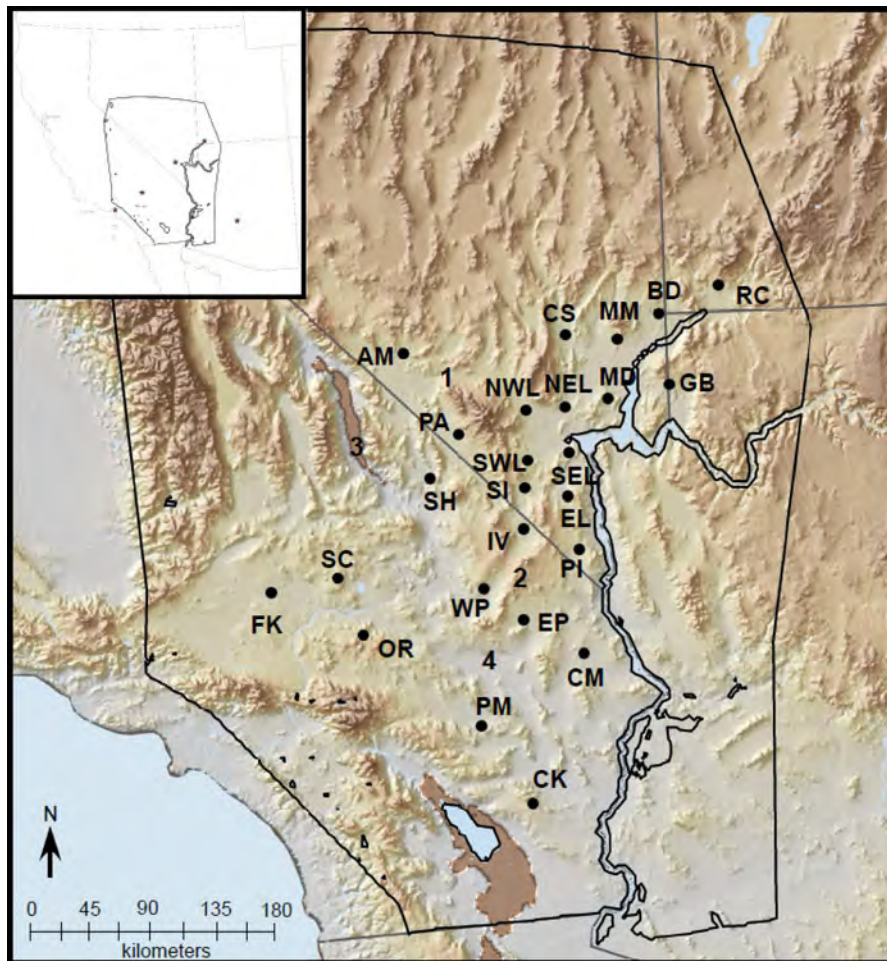 BD
RC
CS
MM
AM
1
NWL
NEL
MD
GB
PA
3
SWL
SEL
SH
SI
EL
IV
PI
SC
2
WP
FK
EP
OR
4
CM
PM
CK
N
0 45 90 135 180
kilometers